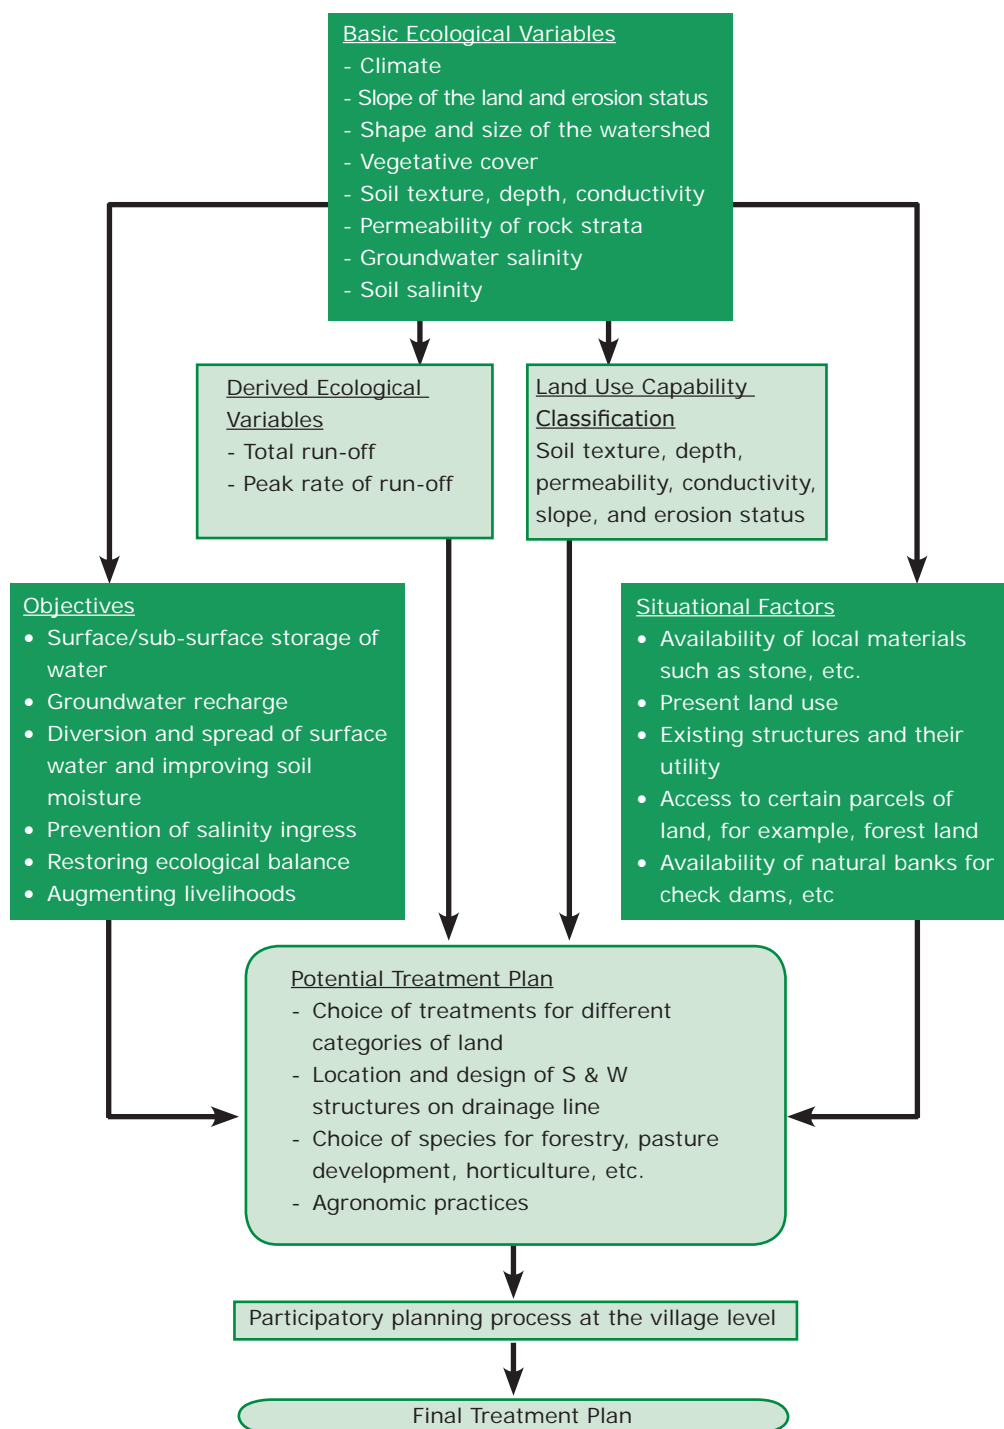 Basic Ecological Variables
- Climate
- Slope of the land and erosion status
- Shape and size of the watershed
- Vegetative cover
- Soil texture, depth, conductivity
- Permeability of rock strata
- Groundwater salinity
- Soil salinity
Derived Ecological
Variables
- Total run-off
- Peak rate of run-off
Land Use Capability
Classification
Soil texture, depth,
permeability, conductivity,
slope, and erosion status
Objectives
• Surface/sub-surface storage of
water
• Groundwater recharge
• Diversion and spread of surface
water and improving soil
moisture
• Prevention of salinity ingress
• Restoring ecological balance
• Augmenting livelihoods
Situational Factors
• Availability of local materials
such as stone, etc.
• Present land use
• Existing structures and their
utility
• Access to certain parcels of
land, for example, forest land
• Availability of natural banks for
check dams, etc
Potential Treatment Plan
- Choice of treatments for different
categories of land
- Location and design of S & W
structures on drainage line
- Choice of species for forestry, pasture
development, horticulture, etc.
- Agronomic practices
Participatory planning process at the village level
Final Treatment Plan